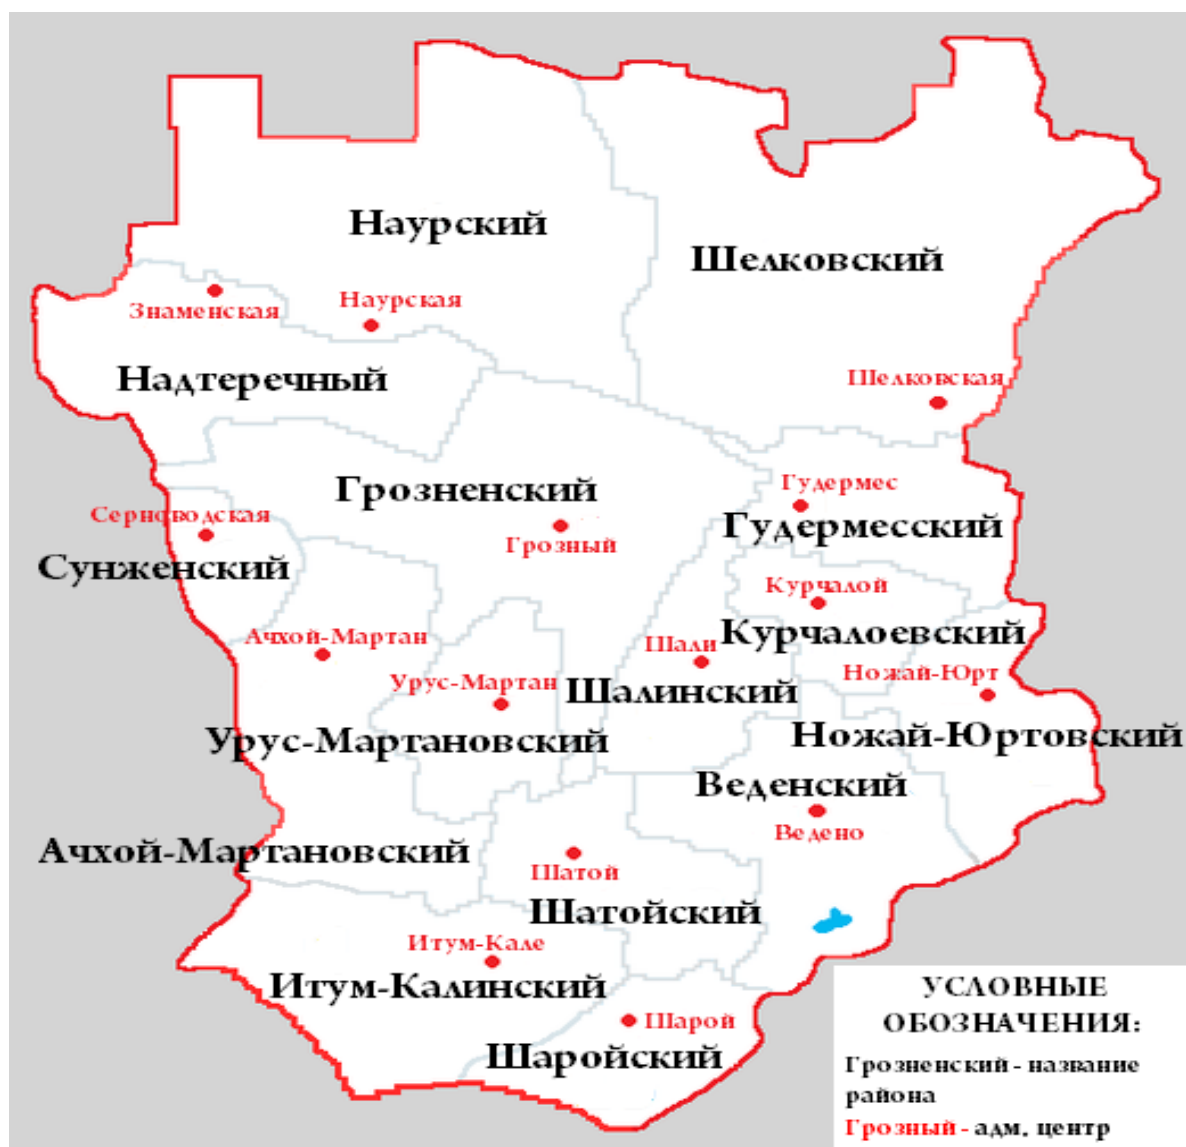 Наурский
Шелковский
Знаменская
Наурская
Надтеречный
Шелковская
Грозненский
Гудермес
Серноводская
Грозный
Гудермесский
Сунженский
Курчалой
Ачхой-Мартан
Шали
Курчалоевский
Урус-Мартан
Шалинский
Ножай-Юрт
Урус-Мартановский
Ножай-Юртовский
Веденский
Ведено
Ачхой-Мартановский
Шатой
Шатойский
Итум-Кале
Итум-Калинский
Шарой
Шаройский
УСЛОВНЫЕ
ОБОЗНАЧЕНИЯ:
Грозненский - название
района
Грозный - адм. центр